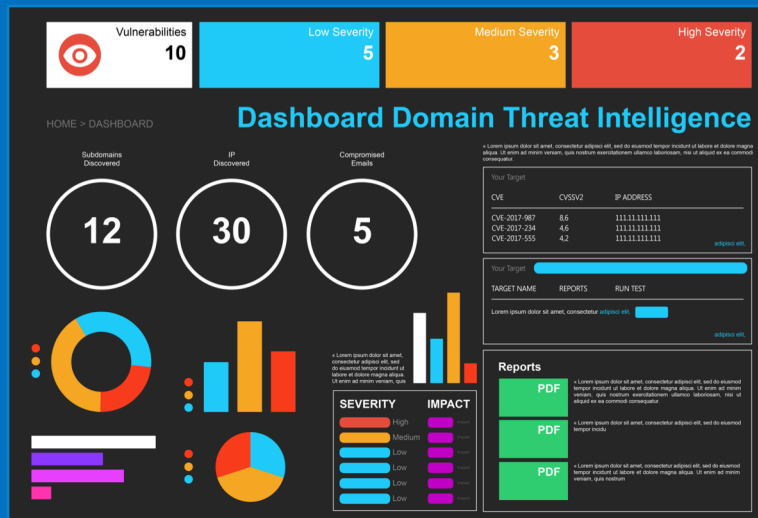 Vulnerabilities
10
Low Severity
5
Medium Severity
3
High Severity
2
HOME > DASHBOARD
Dashboard Domain Threat Intelligence
Subdomains
Discovered
12
IP
Discovered
30
Compromised
Emails
5
« Lorem ipsum dolor sit amet, consectetur adipisci elit, sed do eiusmod tempor incidunt ut labore et dolore magna
aliqua. Ut enim ad minim veniam, quis nostrum exercitationem ullamco laboriosam, nisi ut aliquid ex ea commodi
consequatur.
Your Target
CVE CVSSV2 IP ADDRESS
CVE-2017-987 8,6 111.11.111.111
CVE-2017-234 4,6 111.11.111.111
CVE-2017-555 4,2 111.11.111.111
adipisci elit,
Your Target
TARGET NAME REPORTS RUN TEST
Lorem ipsum dolor sit amet, consectetur adipisci elit,
adipisci elit,
« Lorem ipsum dolor sit amet,
consectetur adipisci elit, sed
do eiusmod tempor incidunt ut
labore et dolore magna aliqua.
Ut enim ad minim veniam, quis
SEVERITY IMPACT
High
Medium
Low
Low
Low
Low
Reports
PDF
« Lorem ipsum dolor sit amet, consectetur adipisci elit, sed do eiusmod
tempor incidunt ut labore et dolore magna aliqua. Ut enim ad minim
veniam, quis nostrum exercitationem ullamco laboriosam, nisi ut
aliquid ex ea commodi consequatur.
PDF
« Lorem ipsum dolor sit amet, consectetur adipisci elit, sed do eiusmod
tempor incidu
PDF
« Lorem ipsum dolor sit amet, consectetur adipisci elit, sed do eiusmod
tempor incidunt ut labore et dolore magna aliqua. Ut enim ad minim
veniam, quis nostrum